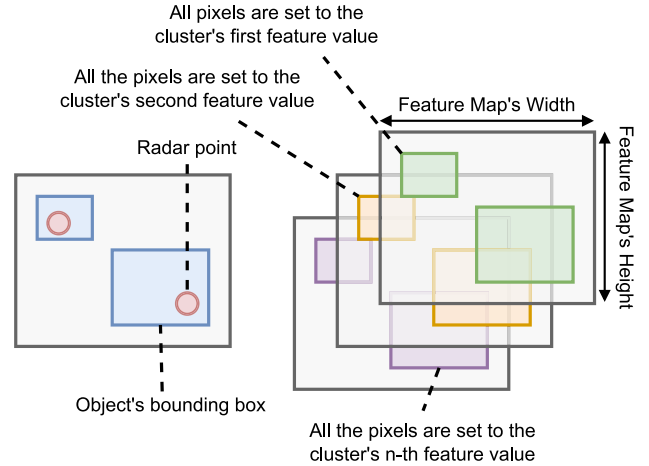 All pixels are set to the
cluster's first feature value
All the pixels are set to the
cluster's second feature value
Feature Map's Width
Radar point
Feature Map's Height
Object's bounding box
All the pixels are set to the
cluster's n-th feature value